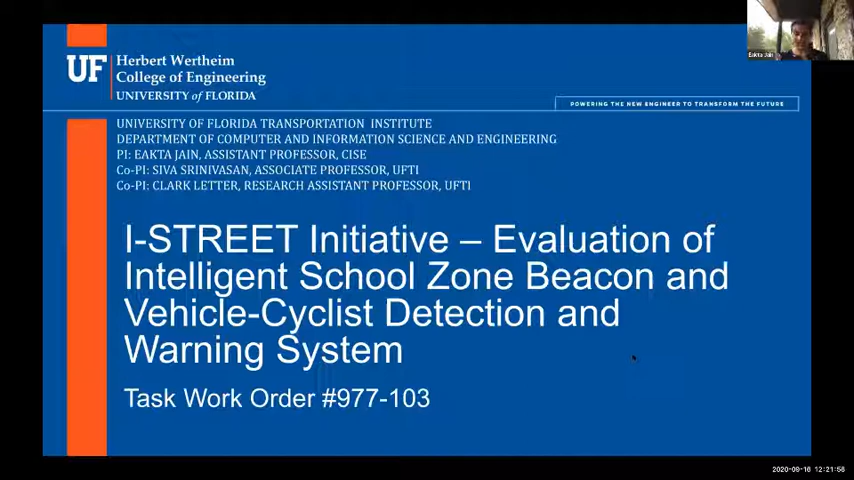 UF
Herbert Wertheim
College of Engineering
UNIVERSITY of FLORIDA
POWERING THE NEW ENGINEER TO TRANSFORM THE FUTURE
UNIVERSITY OF FLORIDA TRANSPORTATION INSTITUTE
DEPARTMENT OF COMPUTER AND INFORMATION SCIENCE AND ENGINEERING
PI: EAKTA JAIN, ASSISTANT PROFESSOR, CISE
Co-PI: SIVA SRINIVASAN, ASSOCIATE PROFESSOR, UFTI
Co-PI: CLARK LETTER, RESEARCH ASSISTANT PROFESSOR, UFTI
I-STREET Initiative – Evaluation of
Intelligent School Zone Beacon and
Vehicle-Cyclist Detection and
Warning System
Task Work Order #977-103
Eakta Jain
2020-09-16 12:21:56